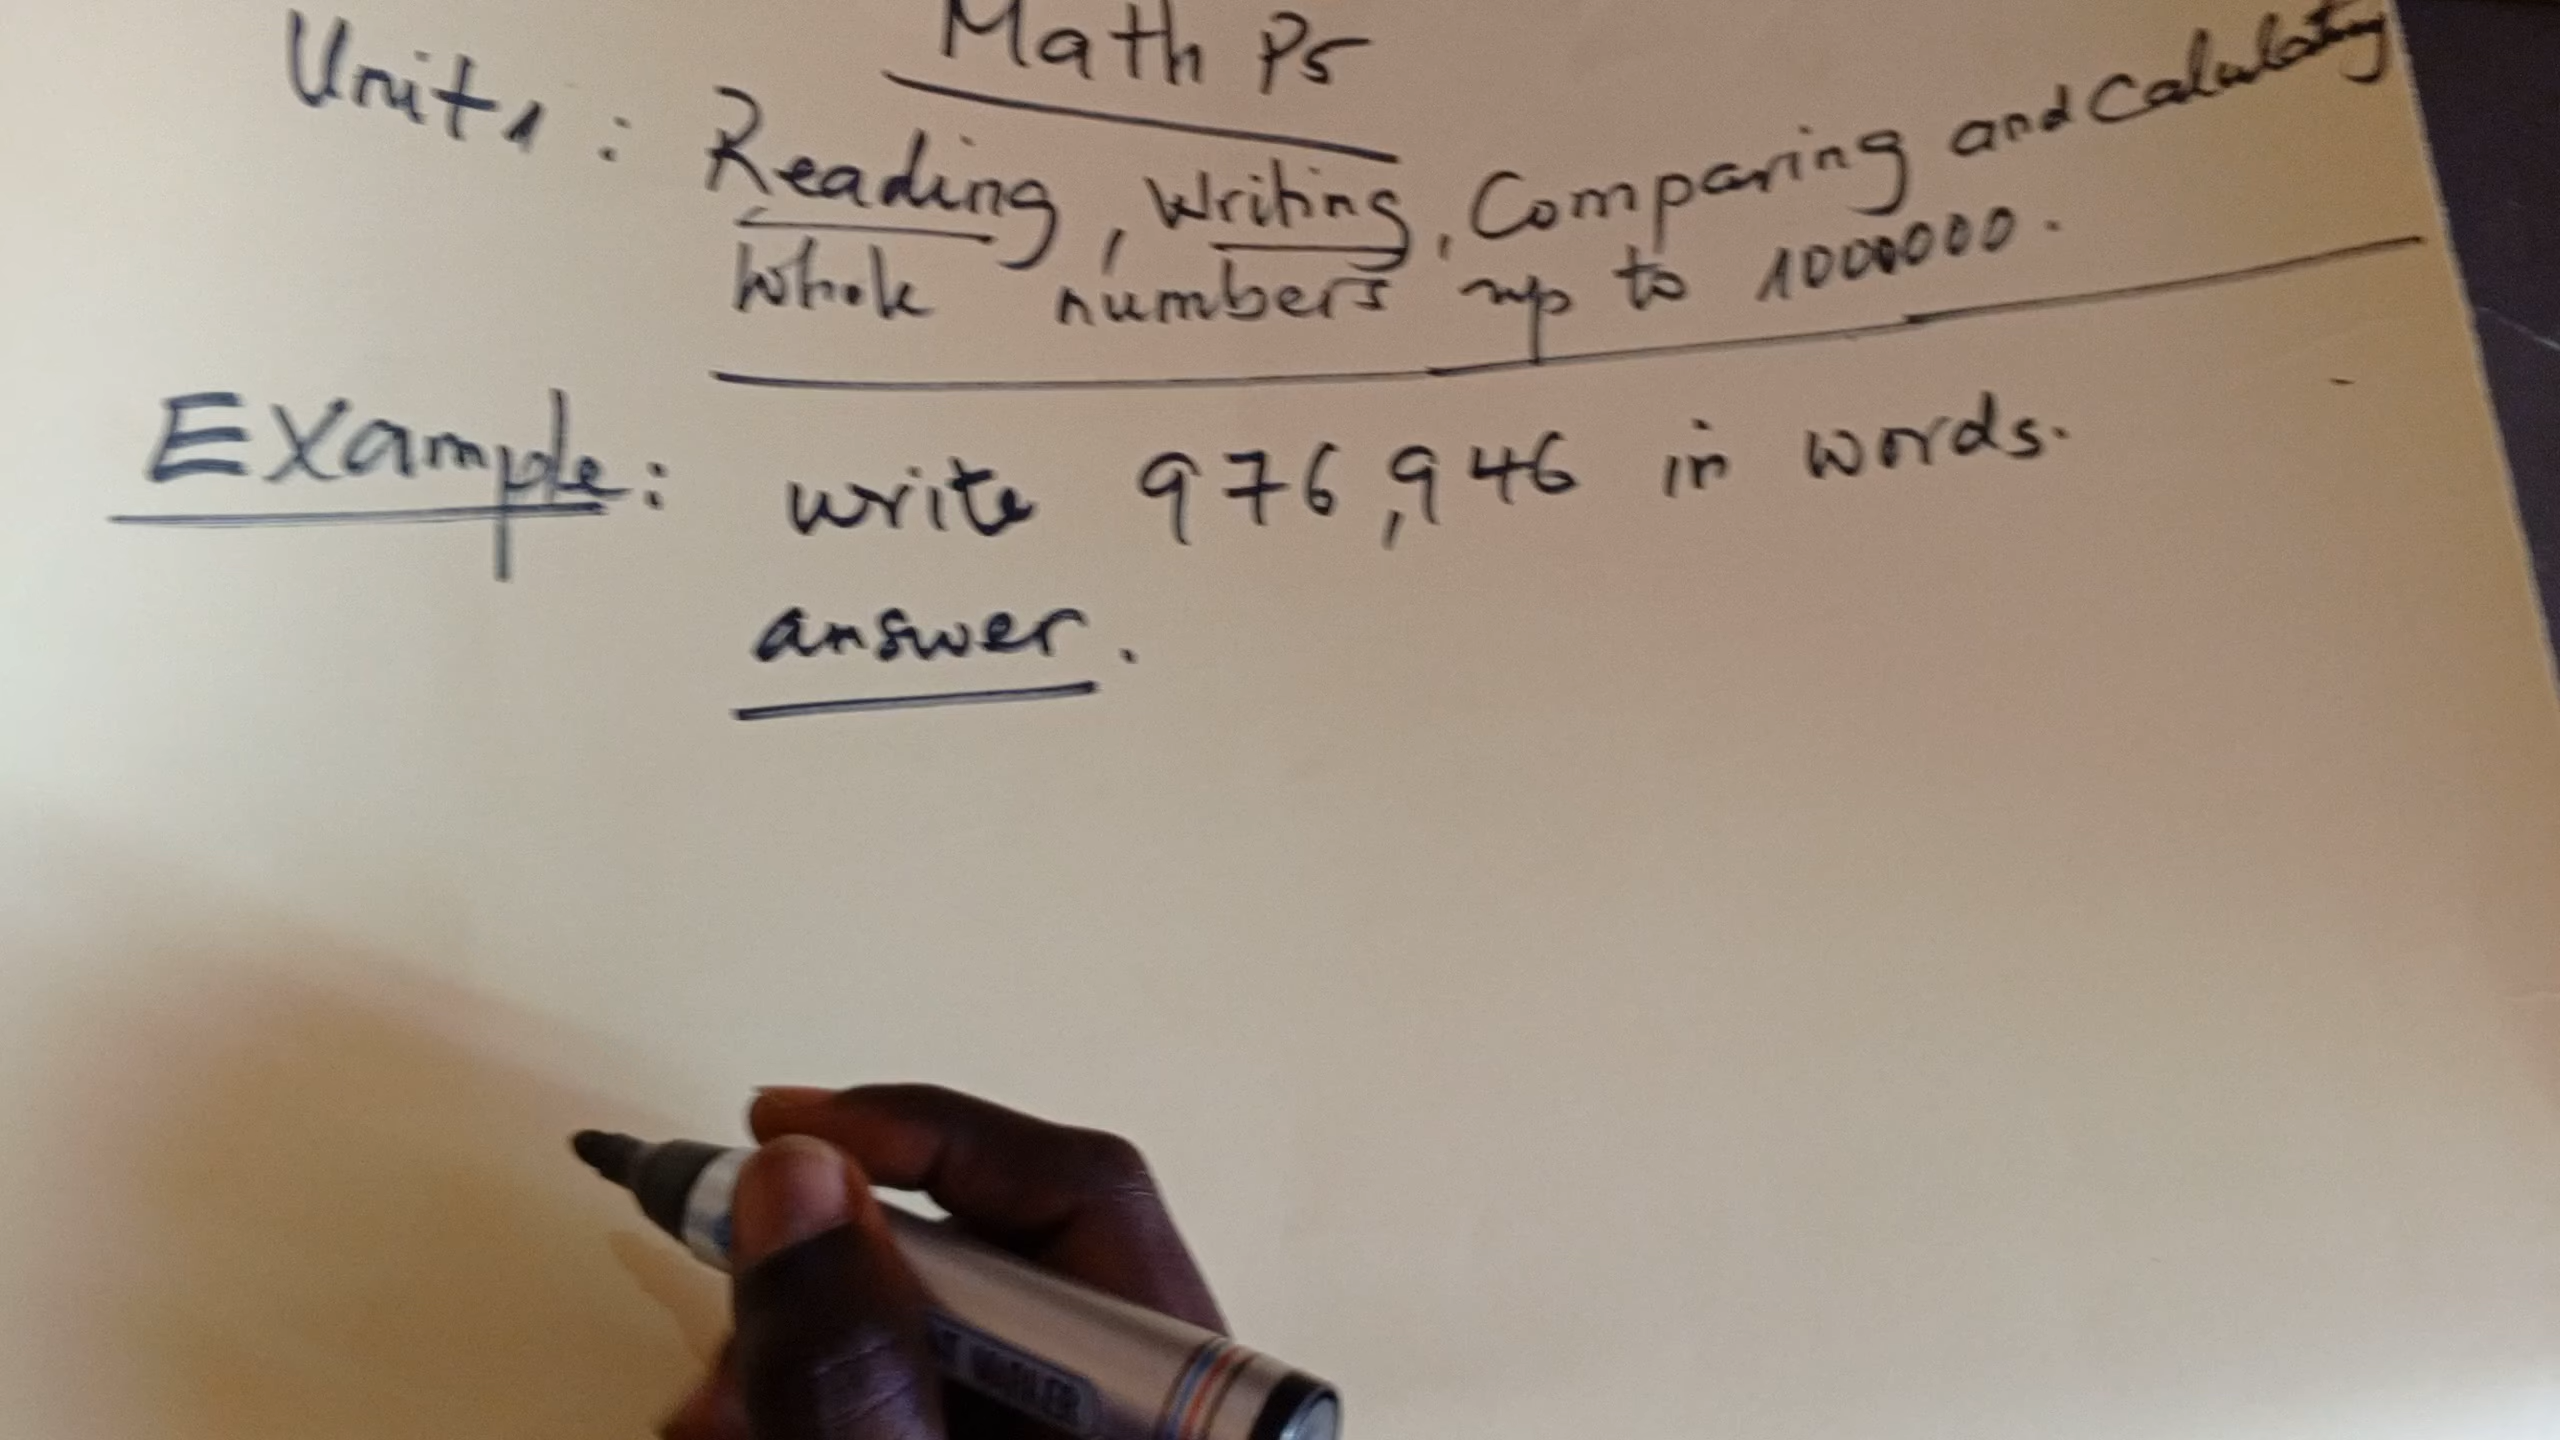 Math P5
Unit 1: Reading, Writing, Comparing and Calculating
Whole numbers up to 1000000.
Example: write 976,946 in words.
answer.